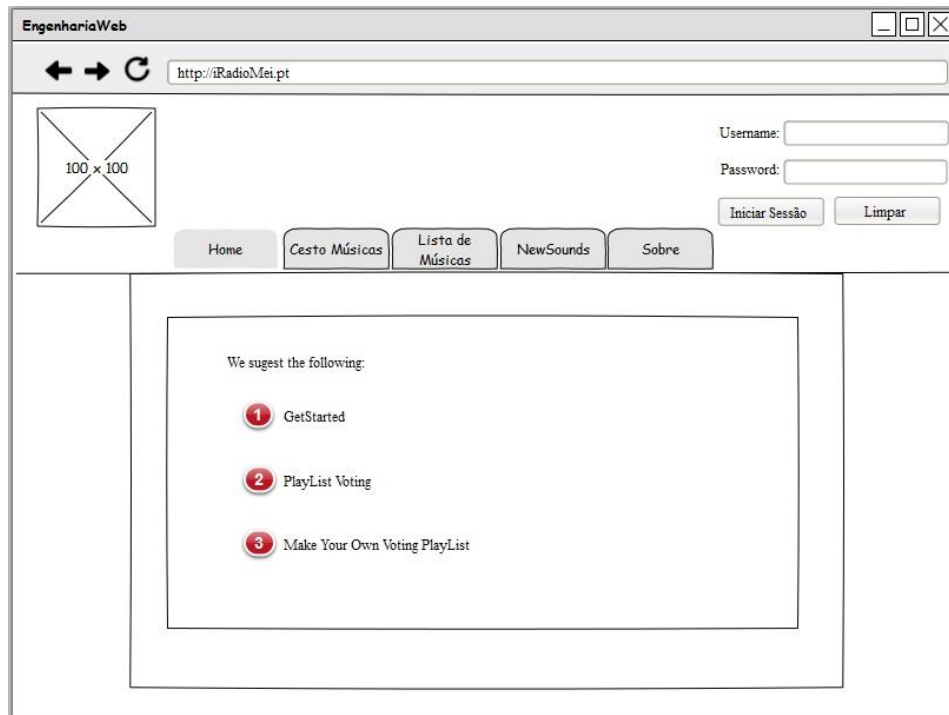 EngenhariaWeb
http://iRadioMei.pt
100 x 100
Username:
Password:
Iniciar Sessão
Limpar
Home
Cesto Músicas
Lista de
Músicas
NewSounds
Sobre
We sugest the following:
1 GetStarted
2 PlayList Voting
3 Make Your Own Voting PlayList